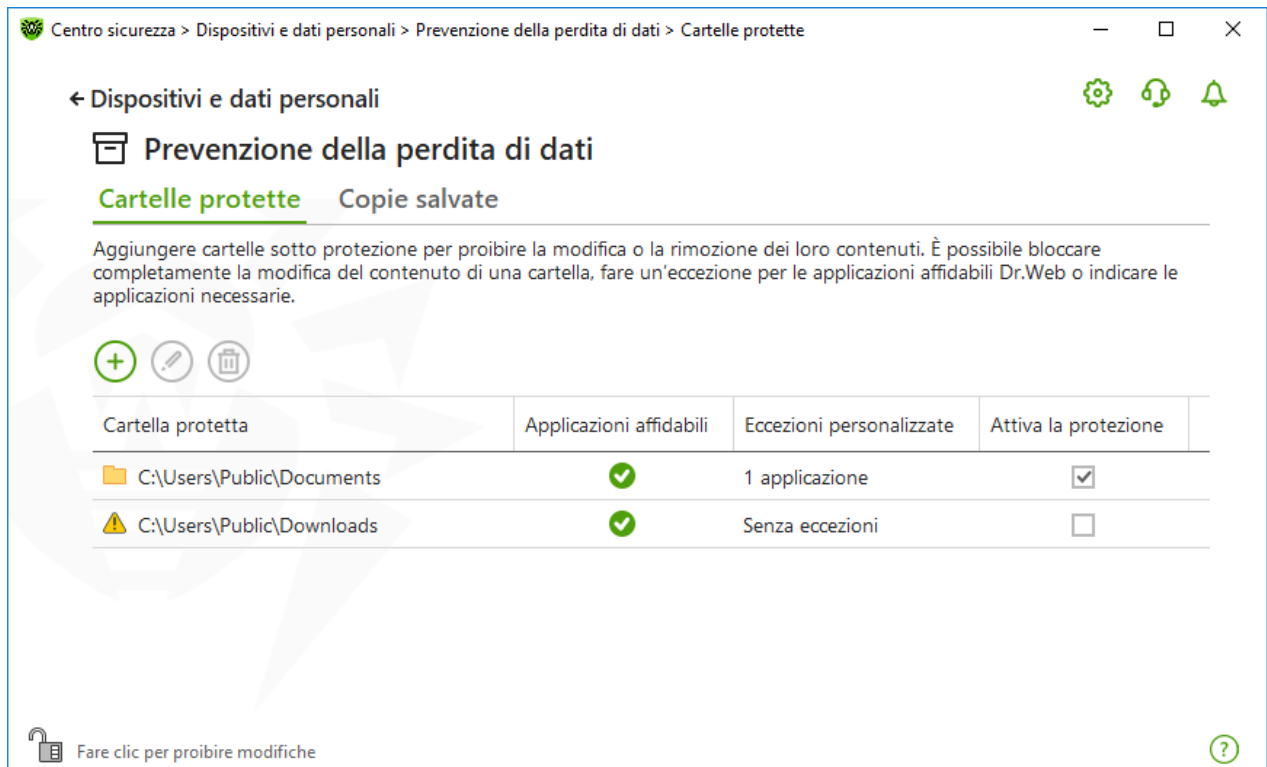 Centro sicurezza > Dispositivi e dati personali > Prevenzione della perdita di dati > Cartelle protette
Dispositivi e dati personali
Prevenzione della perdita di dati
Cartelle protette Copie salvate
Aggiungere cartelle sotto protezione per proibire la modifica o la rimozione dei loro contenuti. È possibile bloccare
completamente la modifica del contenuto di una cartella, fare un'eccezione per le applicazioni affidabili Dr.Web o indicare le
applicazioni necessarie.
Cartella protetta Applicazioni affidabili Eccezioni personalizzate Attiva la protezione
C:\Users\Public\Documents 1 applicazione
C:\Users\Public\Downloads Senza eccezioni
Fare clic per proibire modifiche